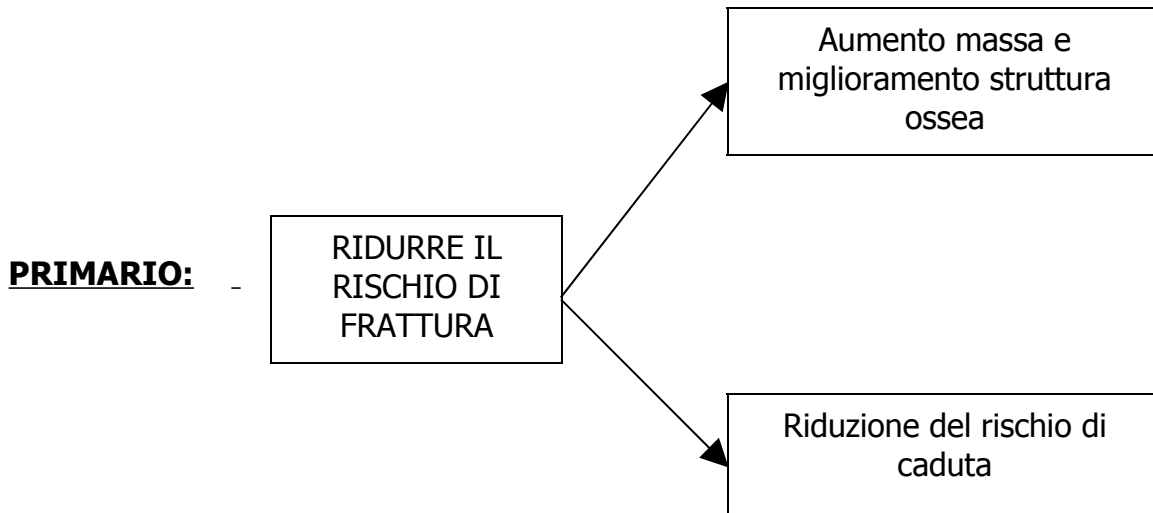 Aumento massa e
miglioramento struttura
ossea
PRIMARIO:
RIDURRE IL
RISCHIO DI
FRATTURA
Riduzione del rischio di
caduta